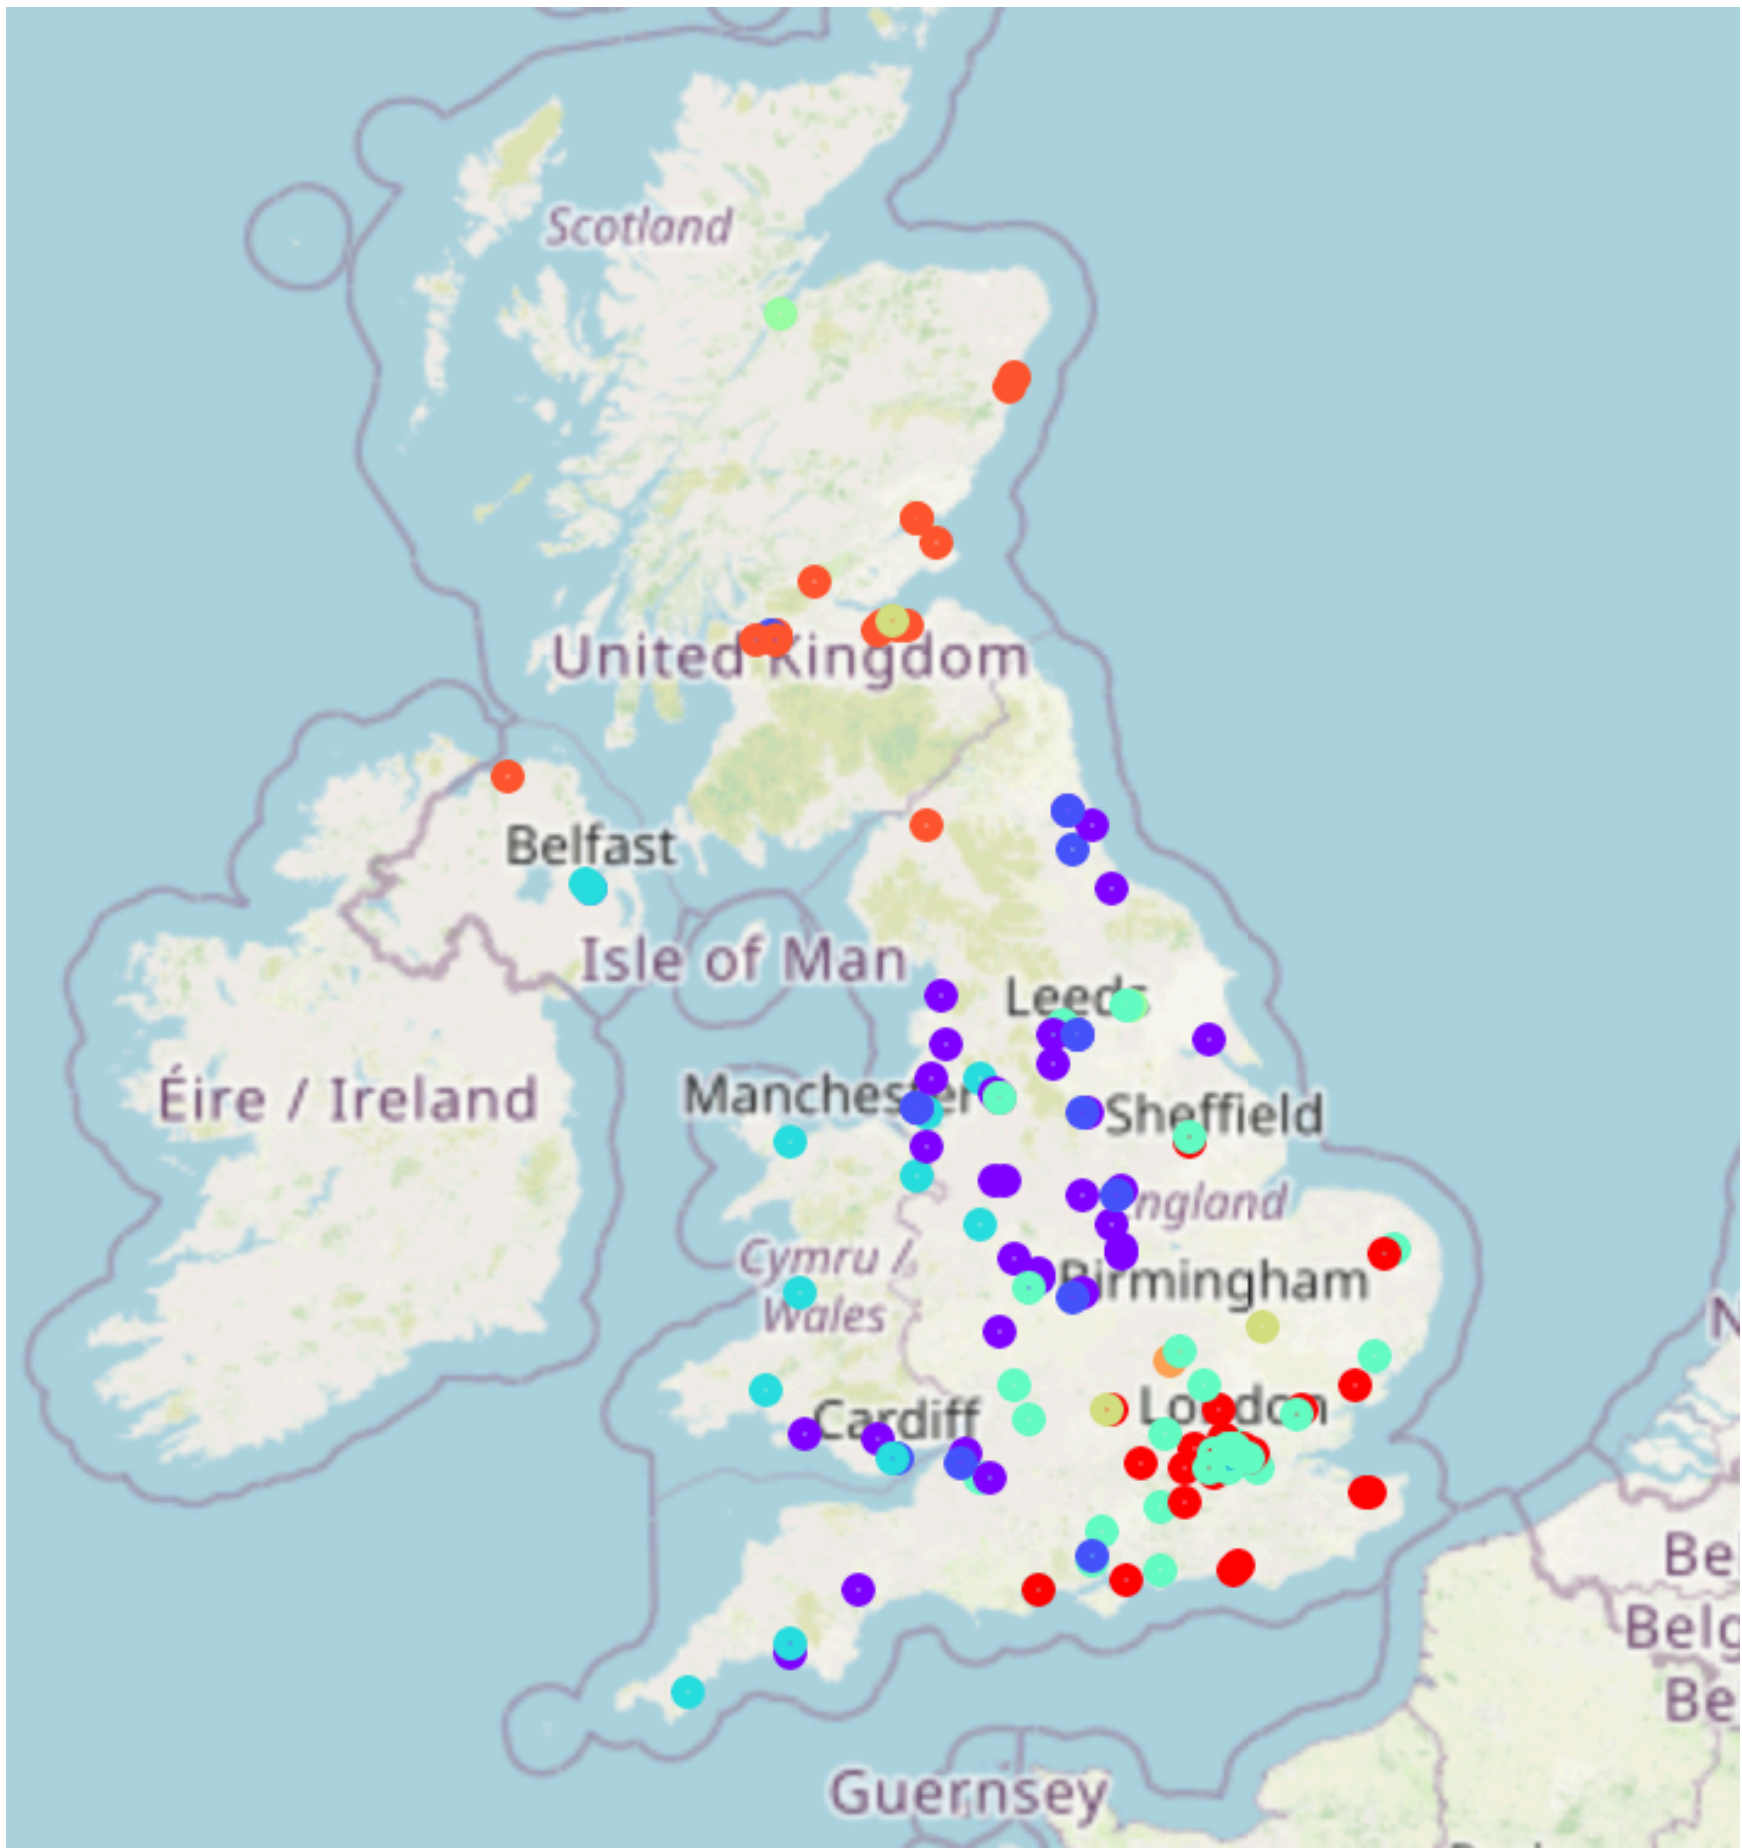 Scotland
United Kingdom
Belfast
Isle of Man
Leeds
Éire / Ireland
Manchester
Sheffield
England
Cymru /
Wales
Birmingham
N
Cardiff
London
Be
Belg
Be
Guernsey